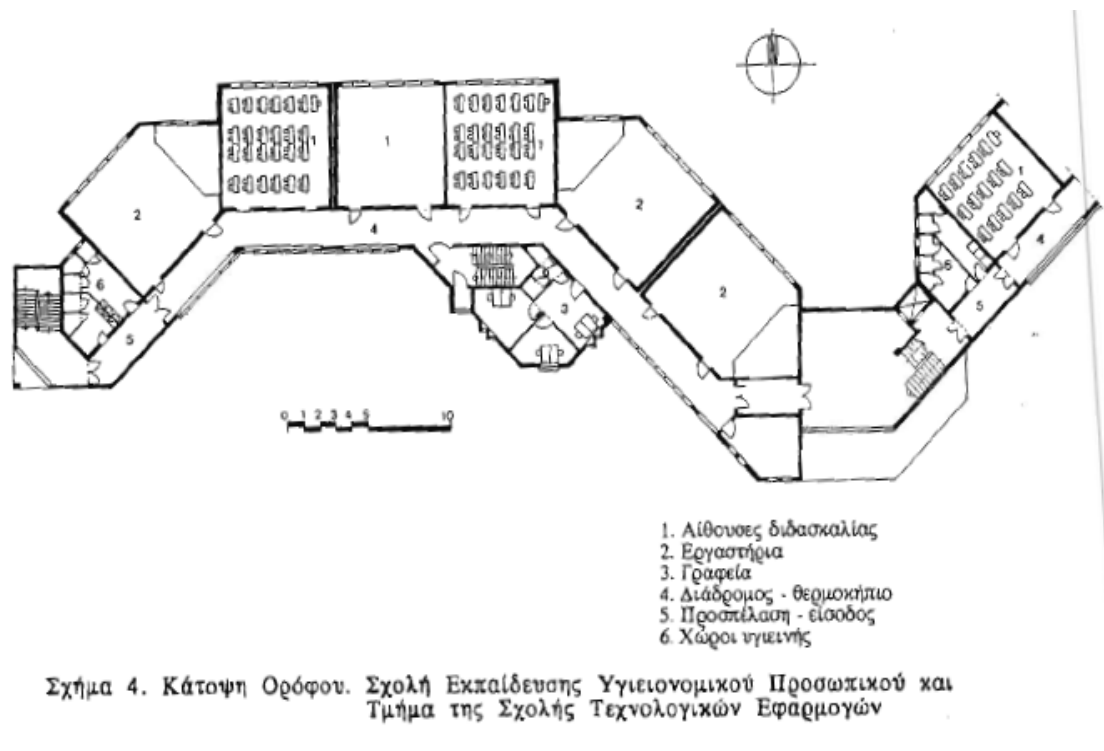 N
1
1
1
2
2
2
1
4
4
3
6
6
5
5
0 1 2 3 4 5 10
1. Αίθουσες διδασκαλίας
2. Εργαστήρια
3. Γραφεία
4. Διάδρομος - θερμοκήπιο
5. Προσπέλαση - είσοδος
6. Χώροι υγιεινής
Σχήμα 4. Κάτοψη Ορόφου. Σχολή Εκπαίδευσης Υγιειονομικού Προσωπικού και
Τμήμα της Σχολής Τεχνολογικών Εφαρμογών